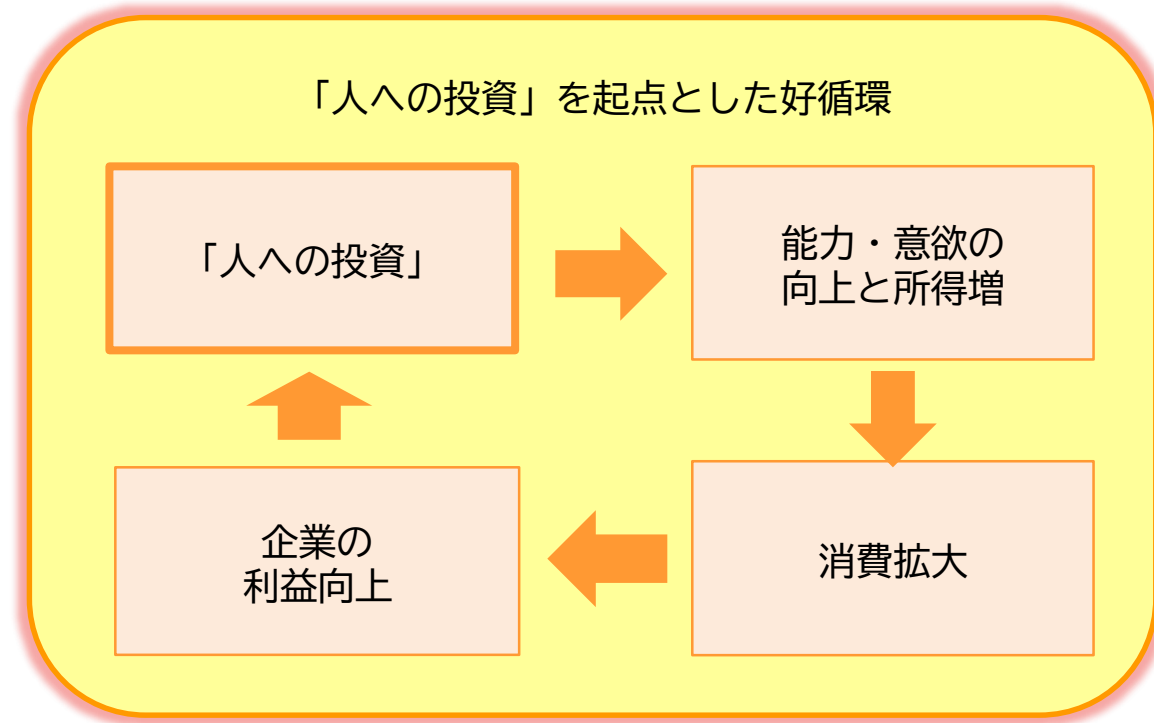 「人への投資」を起点とした好循環
「人への投資」
能力・意欲の
向上と所得増
企業の
利益向上
消費拡大